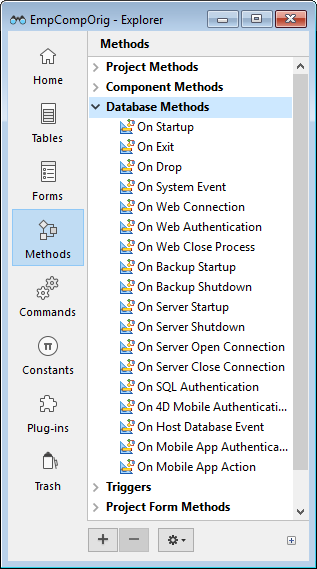 EmpCompOrig - Explorer
Home
Tables
Forms
Methods
Commands
Constants
Plug-ins
Trash
Methods
Project Methods
Component Methods
Database Methods
On Startup
On Exit
On Drop
On System Event
On Web Connection
On Web Authentication
On Web Close Process
On Backup Startup
On Backup Shutdown
On Server Startup
On Server Shutdown
On Server Open Connection
On Server Close Connection
On SQL Authentication
On 4D Mobile Authenticati...
On Host Database Event
On Mobile App Authentica...
On Mobile App Action
Triggers
Project Form Methods